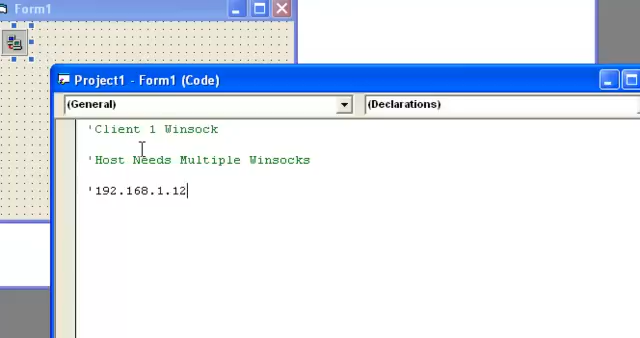 Form1
Project1 - Form1 (Code)
(General)
(Declarations)
'Client 1 Winsock
'Host Needs Multiple Winsocks
'192.168.1.12